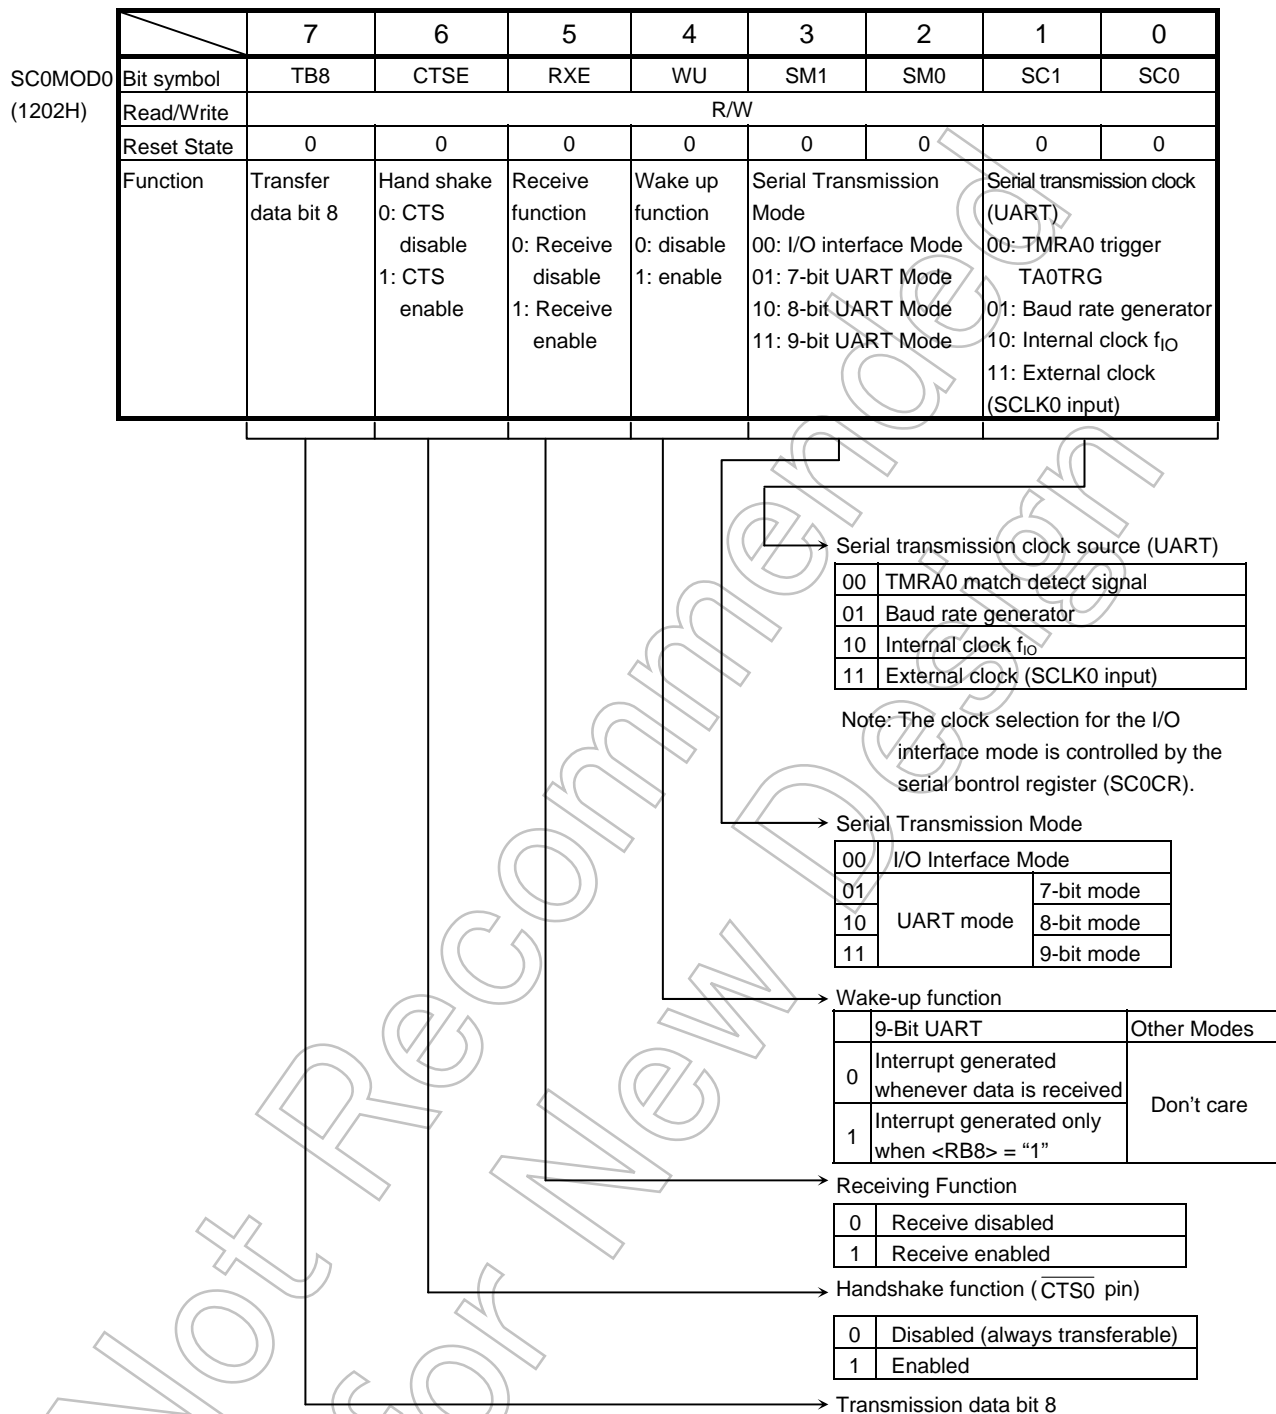 7 6 5 4 3 2 1 0
SC0MOD0 Bit symbol TB8 CTSE RXE WU SM1 SM0 SC1 SC0
(1202H) Read/Write R/W
Reset State 0 0 0 0 0 0 0 0
Function Transfer Hand shake Receive Wake up Serial Transmission Serial transmission clock
data bit 8 0: CTS function function Mode (UART)
disable 0: Receive 0: disable 00: I/O interface Mode 00: TMRA0 trigger
1: CTS disable 1: enable 01: 7-bit UART Mode TA0TRG
enable 1: Receive 10: 8-bit UART Mode 01: Baud rate generator
enable 11: 9-bit UART Mode 10: Internal clock fIO
11: External clock
(SCLK0 input)
Serial transmission clock source (UART)
00 TMRA0 match detect signal
01 Baud rate generator
10 Internal clock fIO
11 External clock (SCLK0 input)
Note: The clock selection for the I/O
interface mode is controlled by the
serial bontrol register (SC0CR).
Serial Transmission Mode
00 I/O Interface Mode
01 7-bit mode
10 UART mode 8-bit mode
11 9-bit mode
Wake-up function
9-Bit UART Other Modes
0 Interrupt generated
whenever data is received
Don’t care
1 Interrupt generated only
when <RB8> = “1”
Receiving Function
0 Receive disabled
1 Receive enabled
Handshake function ( CTS0 pin)
0 Disabled (always transferable)
1 Enabled
Transmission data bit 8
Not Recommended
for New Design